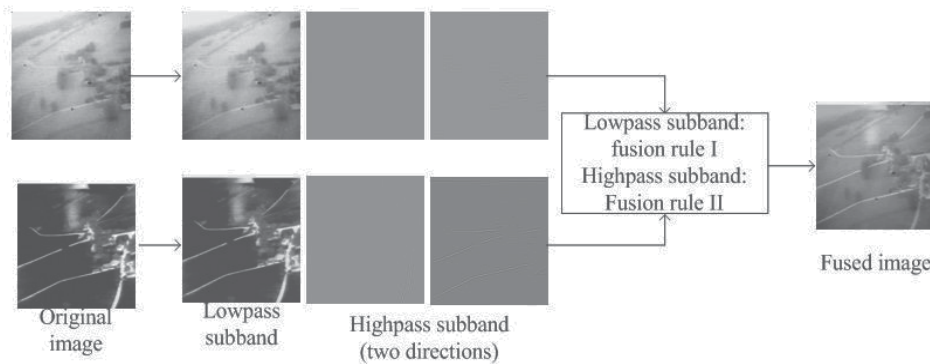 Lowpass subband:
fusion rule I
Highpass subband:
Fusion rule II
Fused image
Original
image
Lowpass
subband
Highpass subband
(two directions)